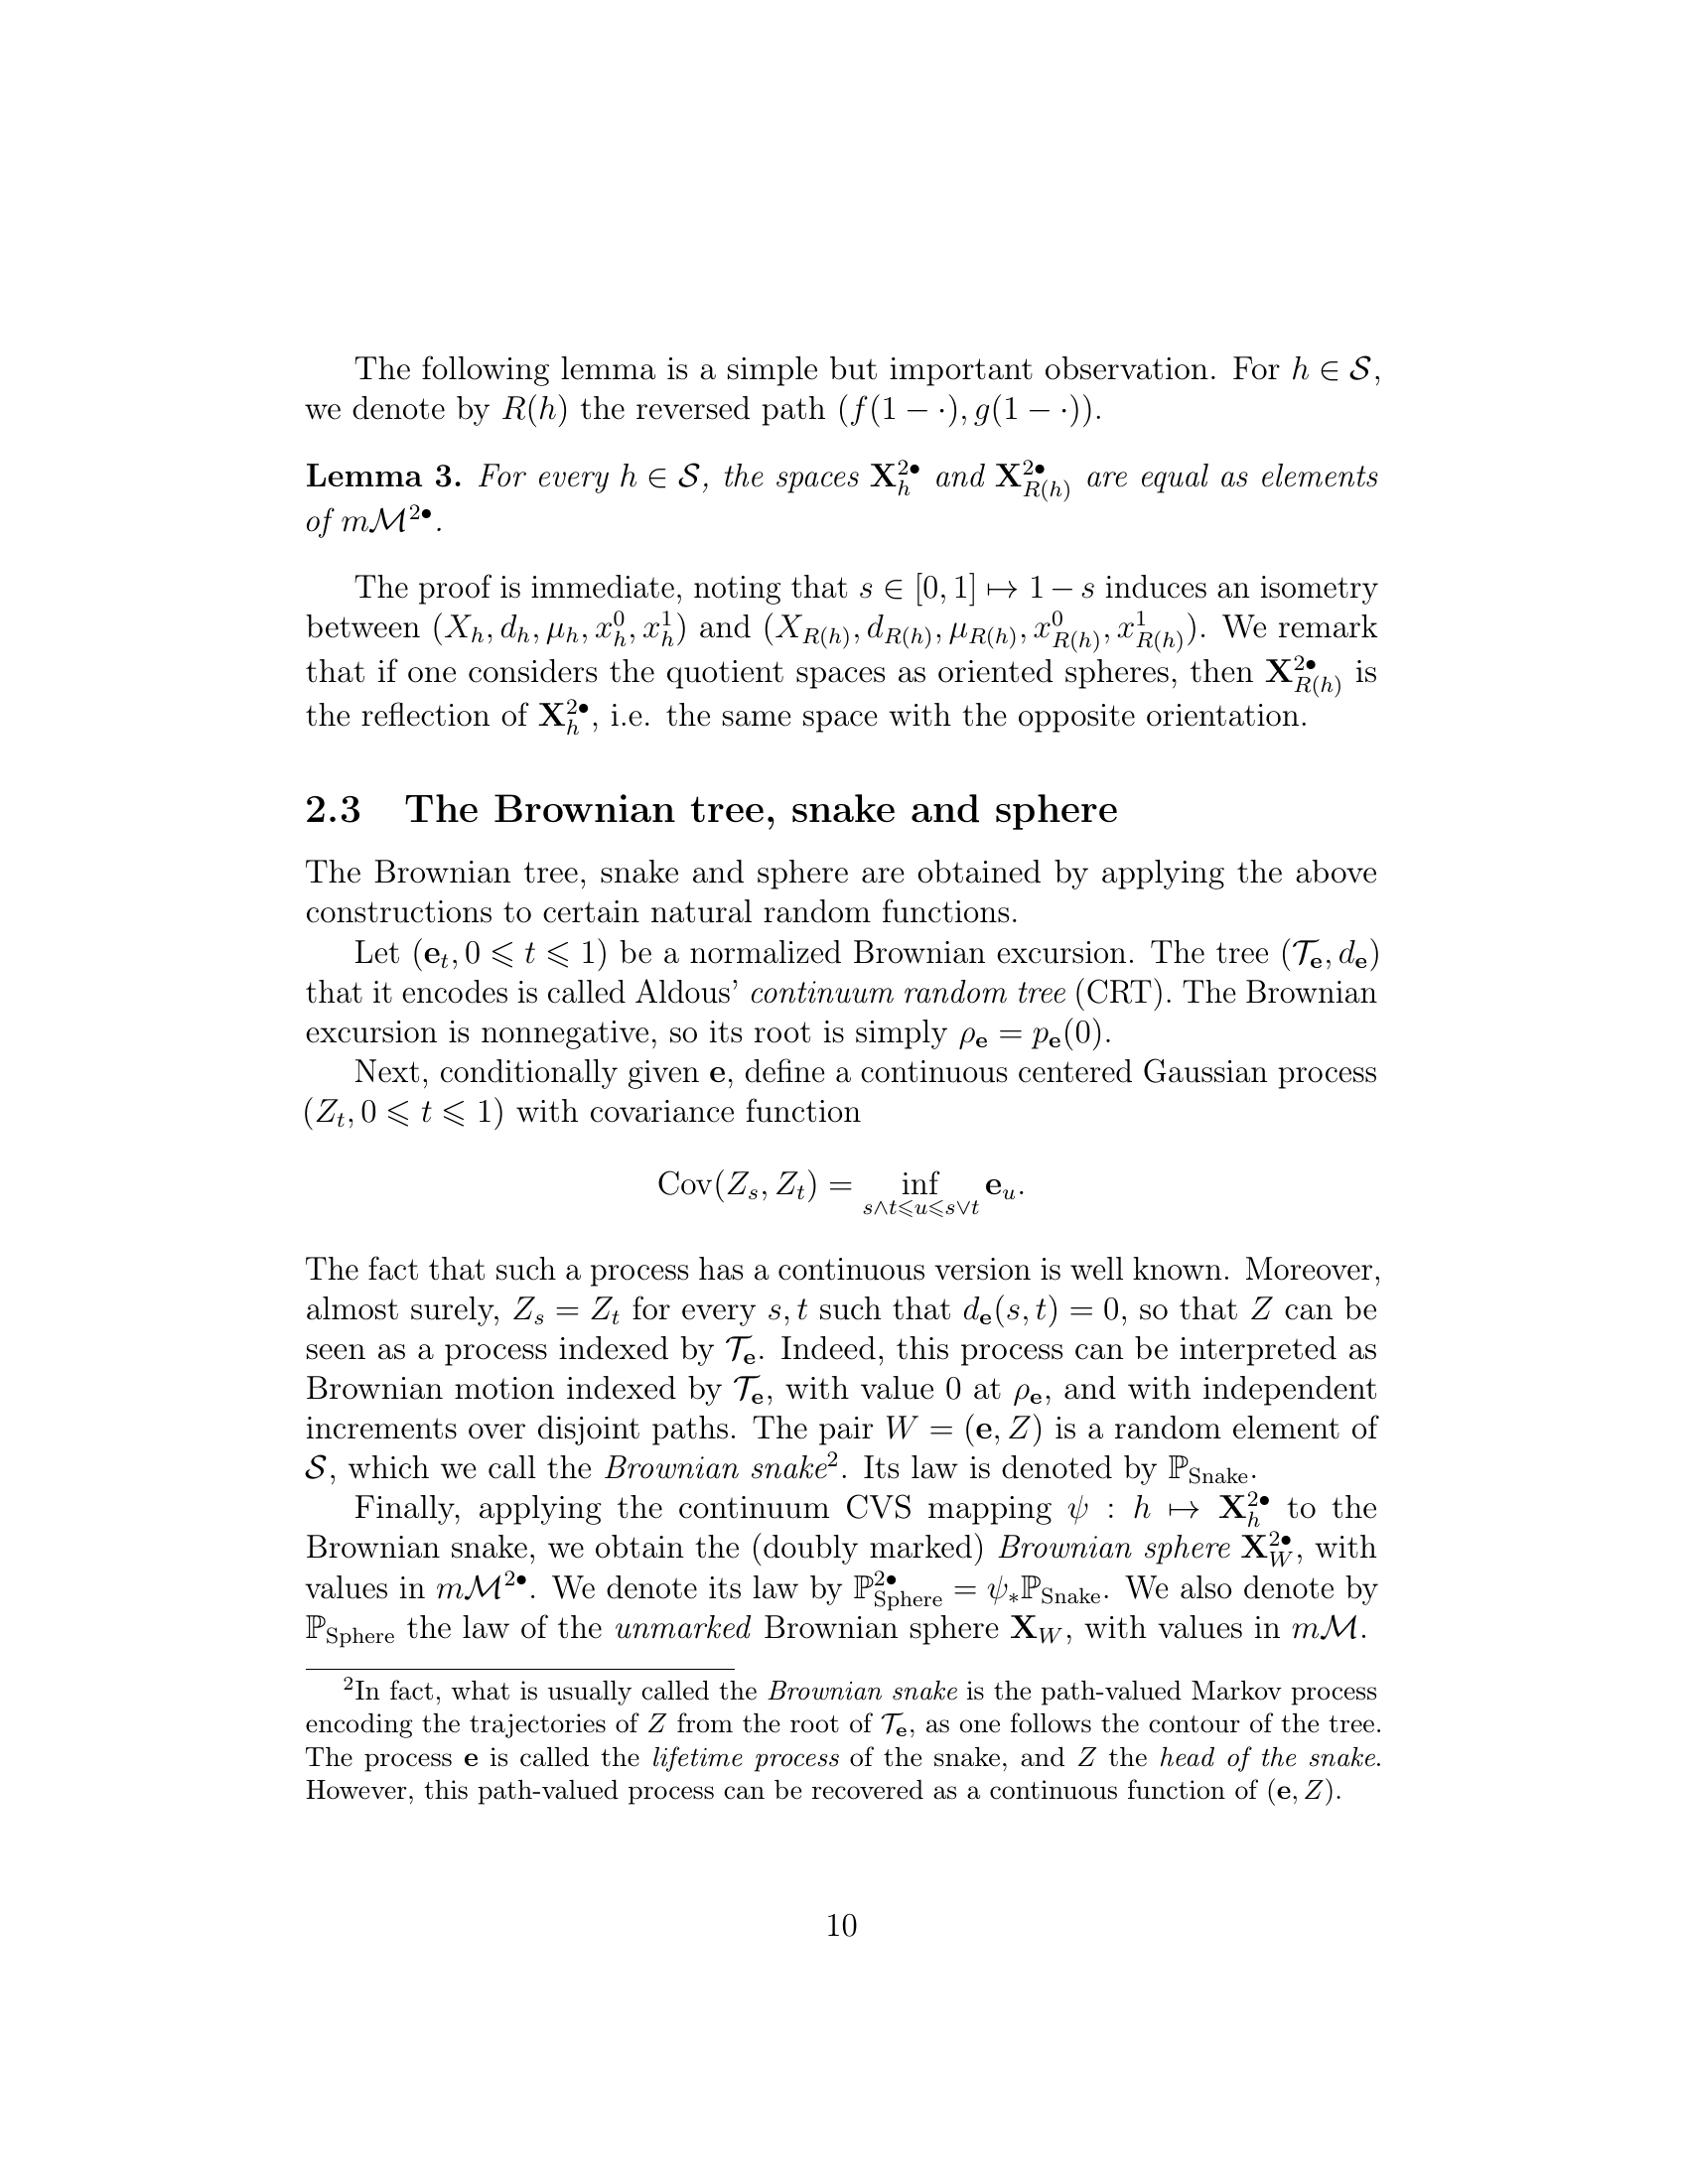 The following lemma is a simple but important observation. For $h \in \mathcal{S}$,
we denote by $R(h)$ the reversed path $(f(1 - \cdot), g(1 - \cdot))$.
Lemma 3. For every $h \in \mathcal{S}$, the spaces $\mathbf{X}_h^{2\bullet}$ and $\mathbf{X}_{R(h)}^{2\bullet}$ are equal as elements
of $m\mathcal{M}^{2\bullet}$.
The proof is immediate, noting that $s \in [0, 1] \mapsto 1 - s$ induces an isometry
between $(X_h, d_h, \mu_h, x_h^0, x_h^1)$ and $(X_{R(h)}, d_{R(h)}, \mu_{R(h)}, x_{R(h)}^0, x_{R(h)}^1)$. We remark
that if one considers the quotient spaces as oriented spheres, then $\mathbf{X}_{R(h)}^{2\bullet}$ is
the reflection of $\mathbf{X}_h^{2\bullet}$, i.e. the same space with the opposite orientation.
2.3 The Brownian tree, snake and sphere
The Brownian tree, snake and sphere are obtained by applying the above
constructions to certain natural random functions.
Let $(\mathbf{e}_t, 0 \leqslant t \leqslant 1)$ be a normalized Brownian excursion. The tree $(\mathcal{T}_{\mathbf{e}}, d_{\mathbf{e}})$
that it encodes is called Aldous' continuum random tree (CRT). The Brownian
excursion is nonnegative, so its root is simply $\rho_{\mathbf{e}} = p_{\mathbf{e}}(0)$.
Next, conditionally given $\mathbf{e}$, define a continuous centered Gaussian process
$(Z_t, 0 \leqslant t \leqslant 1)$ with covariance function
$\mathrm{Cov}(Z_s, Z_t) = \inf_{s \wedge t \leqslant u \leqslant s \vee t} \mathbf{e}_u.$
The fact that such a process has a continuous version is well known. Moreover,
almost surely, $Z_s = Z_t$ for every $s, t$ such that $d_{\mathbf{e}}(s, t) = 0$, so that $Z$ can be
seen as a process indexed by $\mathcal{T}_{\mathbf{e}}$. Indeed, this process can be interpreted as
Brownian motion indexed by $\mathcal{T}_{\mathbf{e}}$, with value 0 at $\rho_{\mathbf{e}}$, and with independent
increments over disjoint paths. The pair $W = (\mathbf{e}, Z)$ is a random element of
$\mathcal{S}$, which we call the Brownian snake$^2$. Its law is denoted by $\mathbb{P}_{\mathrm{Snake}}$.
Finally, applying the continuum CVS mapping $\psi : h \mapsto \mathbf{X}_h^{2\bullet}$ to the
Brownian snake, we obtain the (doubly marked) Brownian sphere $\mathbf{X}_W^{2\bullet}$, with
values in $m\mathcal{M}^{2\bullet}$. We denote its law by $\mathbb{P}_{\mathrm{Sphere}}^{2\bullet} = \psi_* \mathbb{P}_{\mathrm{Snake}}$. We also denote by
$\mathbb{P}_{\mathrm{Sphere}}$ the law of the unmarked Brownian sphere $\mathbf{X}_W$, with values in $m\mathcal{M}$.
$^2$In fact, what is usually called the Brownian snake is the path-valued Markov process
encoding the trajectories of $Z$ from the root of $\mathcal{T}_{\mathbf{e}}$, as one follows the contour of the tree.
The process $\mathbf{e}$ is called the lifetime process of the snake, and $Z$ the head of the snake.
However, this path-valued process can be recovered as a continuous function of $(\mathbf{e}, Z)$.
10